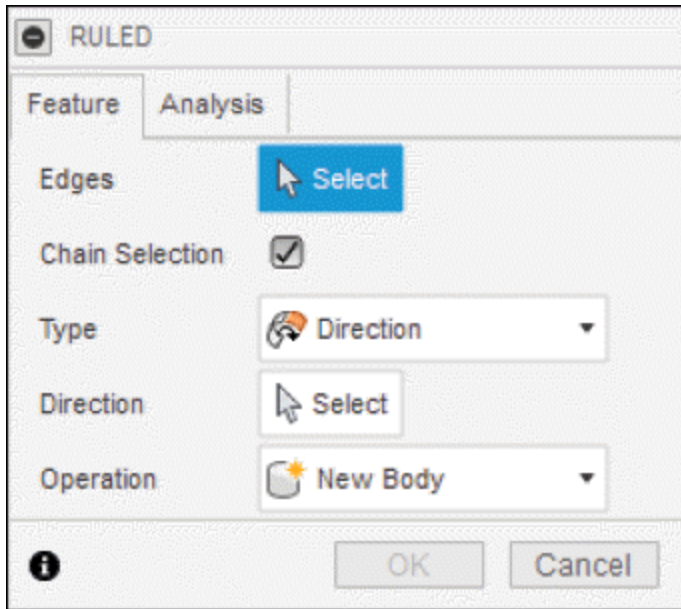 RULED
Feature Analysis
Edges Select
Chain Selection
Type Direction
Direction Select
Operation New Body
OK Cancel